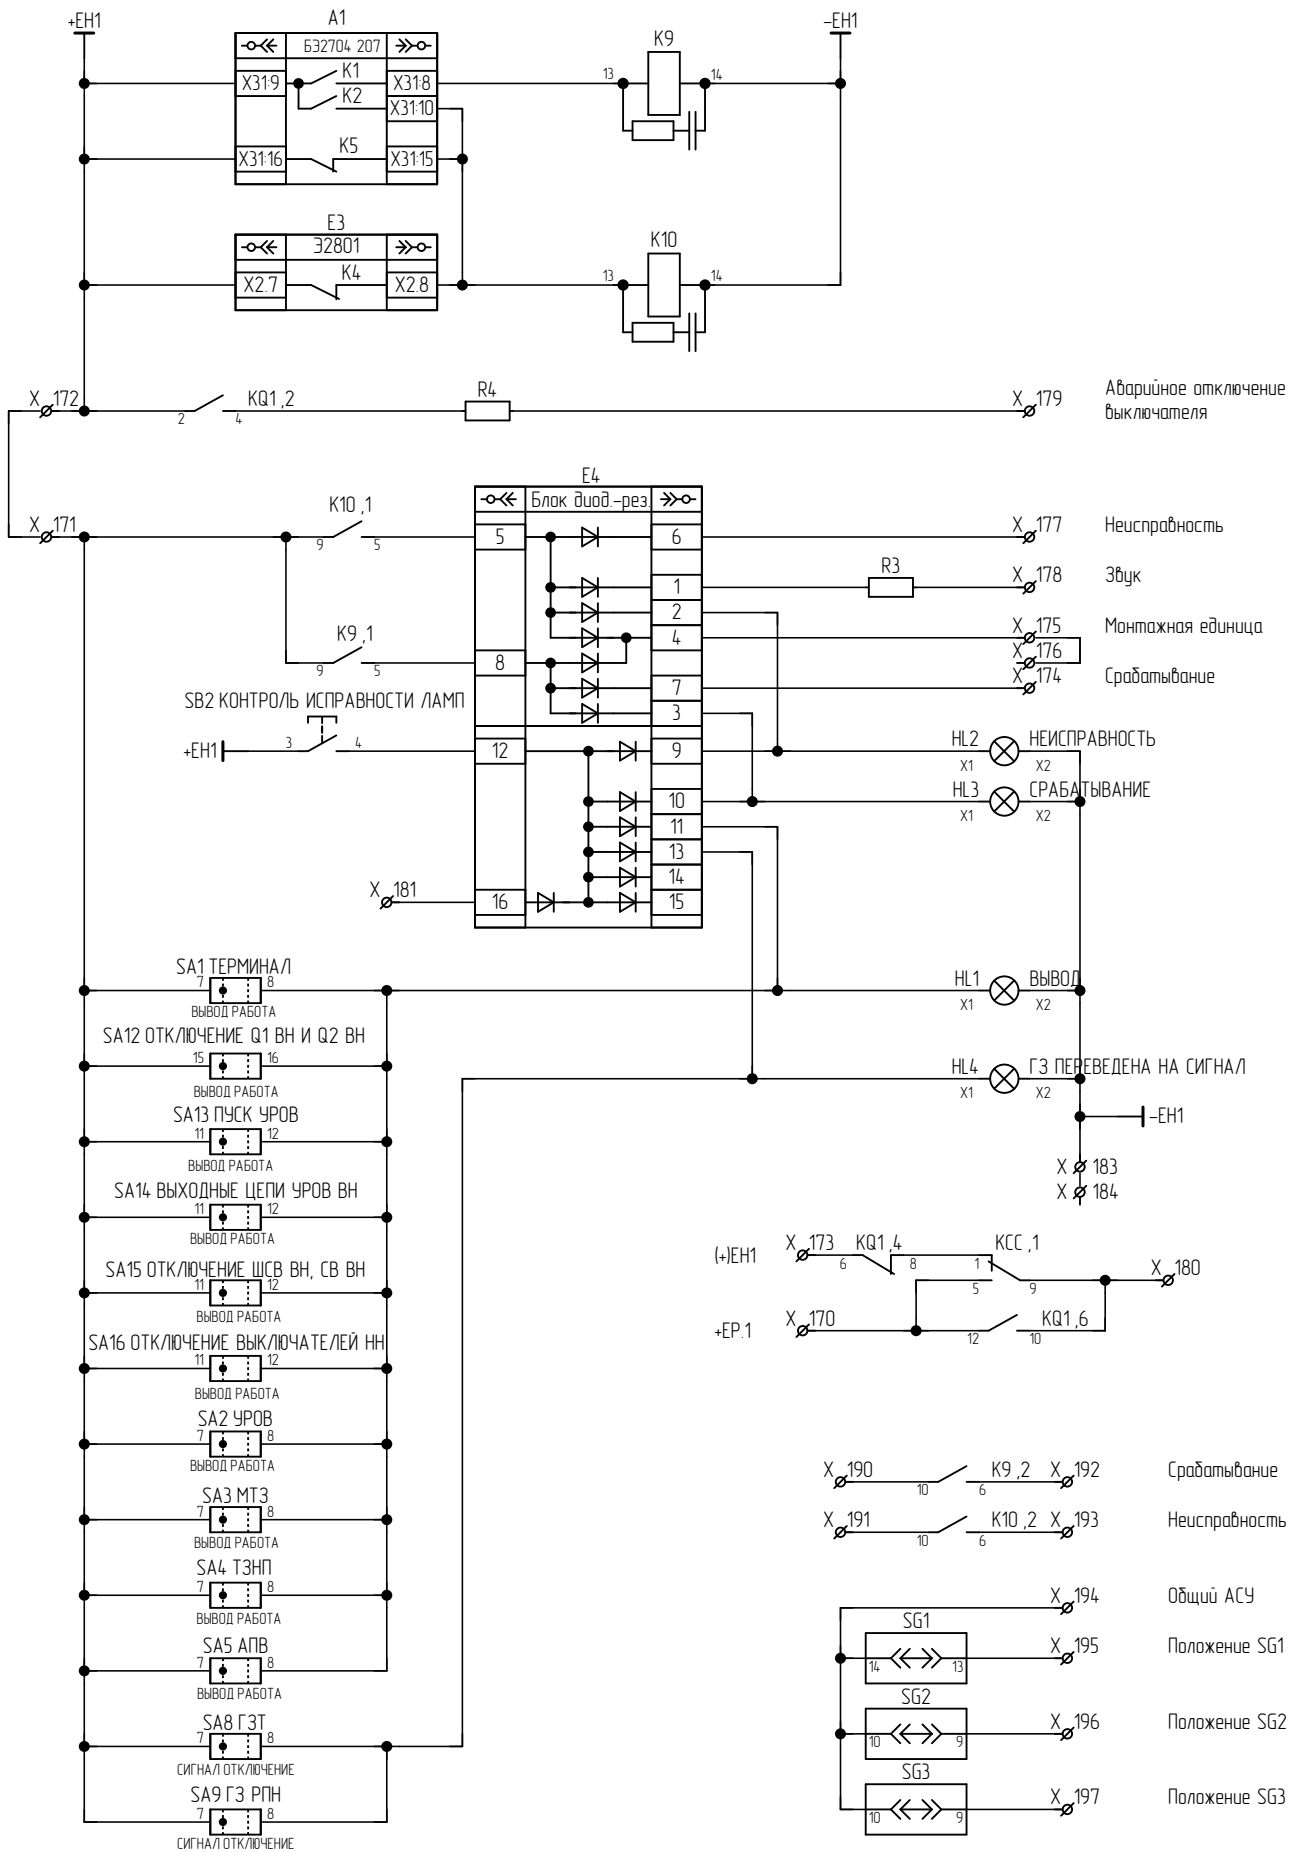 +EH1
A1
-EH1
БЭ2704 207
K9
X31:9
K1
X31:8
13
14
K2
X31:10
X31:16
K5
X31:15
E3
Э2801
K10
X2.7
K4
X2.8
13
14
X 172
2
KQ1,2
4
R4
X 179
Аварийное отключение
выключателя
E4
Блок диод.-рез.
X 171
K10,1
9
5
5
6
X 177
Неисправность
1
R3
X 178
Звук
2
K9,1
4
X 175
Монтажная единица
X 176
9
5
8
7
X 174
Срабатывание
3
SB2 КОНТРОЛЬ ИСПРАВНОСТИ ЛАМП
+EH1
3
4
12
9
HL2
НЕИСПРАВНОСТЬ
X1
X2
10
HL3
СРАБАТЫВАНИЕ
X1
X2
11
13
14
X 181
16
15
SA1 ТЕРМИНАЛ
7
8
ВЫВОД РАБОТА
HL1
ВЫВОД
X1
X2
SA12 ОТКЛЮЧЕНИЕ Q1 ВН И Q2 ВН
15
16
ВЫВОД РАБОТА
HL4
ГЗ ПЕРЕВЕДЕНА НА СИГНАЛ
X1
X2
SA13 ПУСК УРОВ
11
12
ВЫВОД РАБОТА
-EH1
X 183
X 184
SA14 ВЫХОДНЫЕ ЦЕПИ УРОВ ВН
11
12
ВЫВОД РАБОТА
(+)EH1
X 173
KQ1,4
6
8
KCC,1
1
5
9
X 180
SA15 ОТКЛЮЧЕНИЕ ШСВ ВН, СВ ВН
11
12
ВЫВОД РАБОТА
+EP.1
X 170
12
10
KQ1,6
SA16 ОТКЛЮЧЕНИЕ ВЫКЛЮЧАТЕЛЕЙ НН
11
12
ВЫВОД РАБОТА
SA2 УРОВ
7
8
ВЫВОД РАБОТА
X 190
10
K9,2
6
X 192
Срабатывание
SA3 МТЗ
7
8
ВЫВОД РАБОТА
X 191
10
K10,2
6
X 193
Неисправность
SA4 ТЗНП
7
8
ВЫВОД РАБОТА
X 194
Общий АСУ
SA5 АПВ
7
8
ВЫВОД РАБОТА
SG1
14
13
X 195
Положение SG1
SA8 ГЗТ
7
8
СИГНАЛ ОТКЛЮЧЕНИЕ
SG2
10
9
X 196
Положение SG2
SA9 ГЗ РПН
7
8
СИГНАЛ ОТКЛЮЧЕНИЕ
SG3
10
9
X 197
Положение SG3